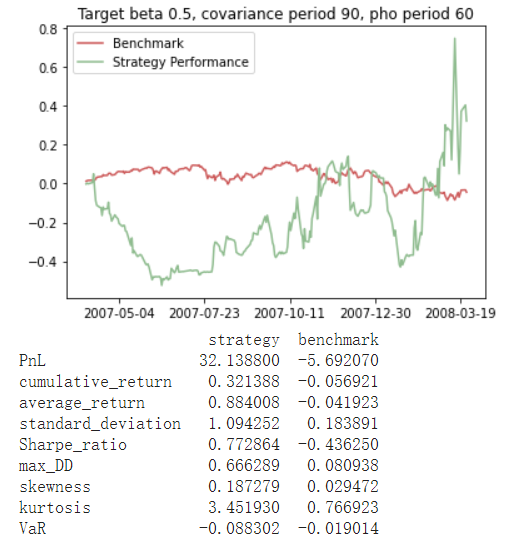 Target beta 0.5, covariance period 90, pho period 60
Benchmark
Strategy Performance
0.8
0.6
0.4
0.2
0.0
−0.2
−0.4
2007-05-04 2007-07-23 2007-10-11 2007-12-30 2008-03-19
strategy benchmark
PnL 32.138800 -5.692070
cumulative_return 0.321388 -0.056921
average_return 0.884008 -0.041923
standard_deviation 1.094252 0.183891
Sharpe_ratio 0.772864 -0.436250
max_DD 0.666289 0.080938
skewness 0.187279 0.029472
kurtosis 3.451930 0.766923
VaR -0.088302 -0.019014